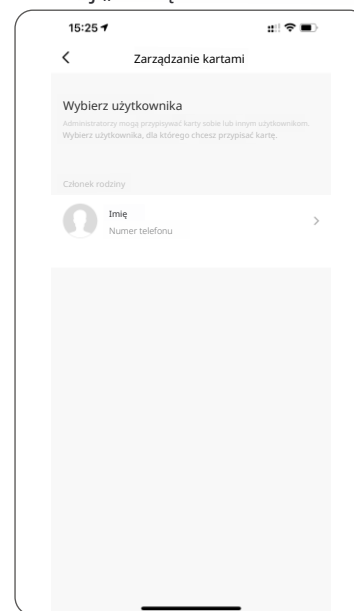 15:25
Zarządzanie kartami
Wybierz użytkownika
Administratorzy mogą przypisywać karty sobie lub innym użytkownikom.
Wybierz użytkownika, dla którego chcesz przypisać kartę.
Członek rodziny
Imię
Numer telefonu